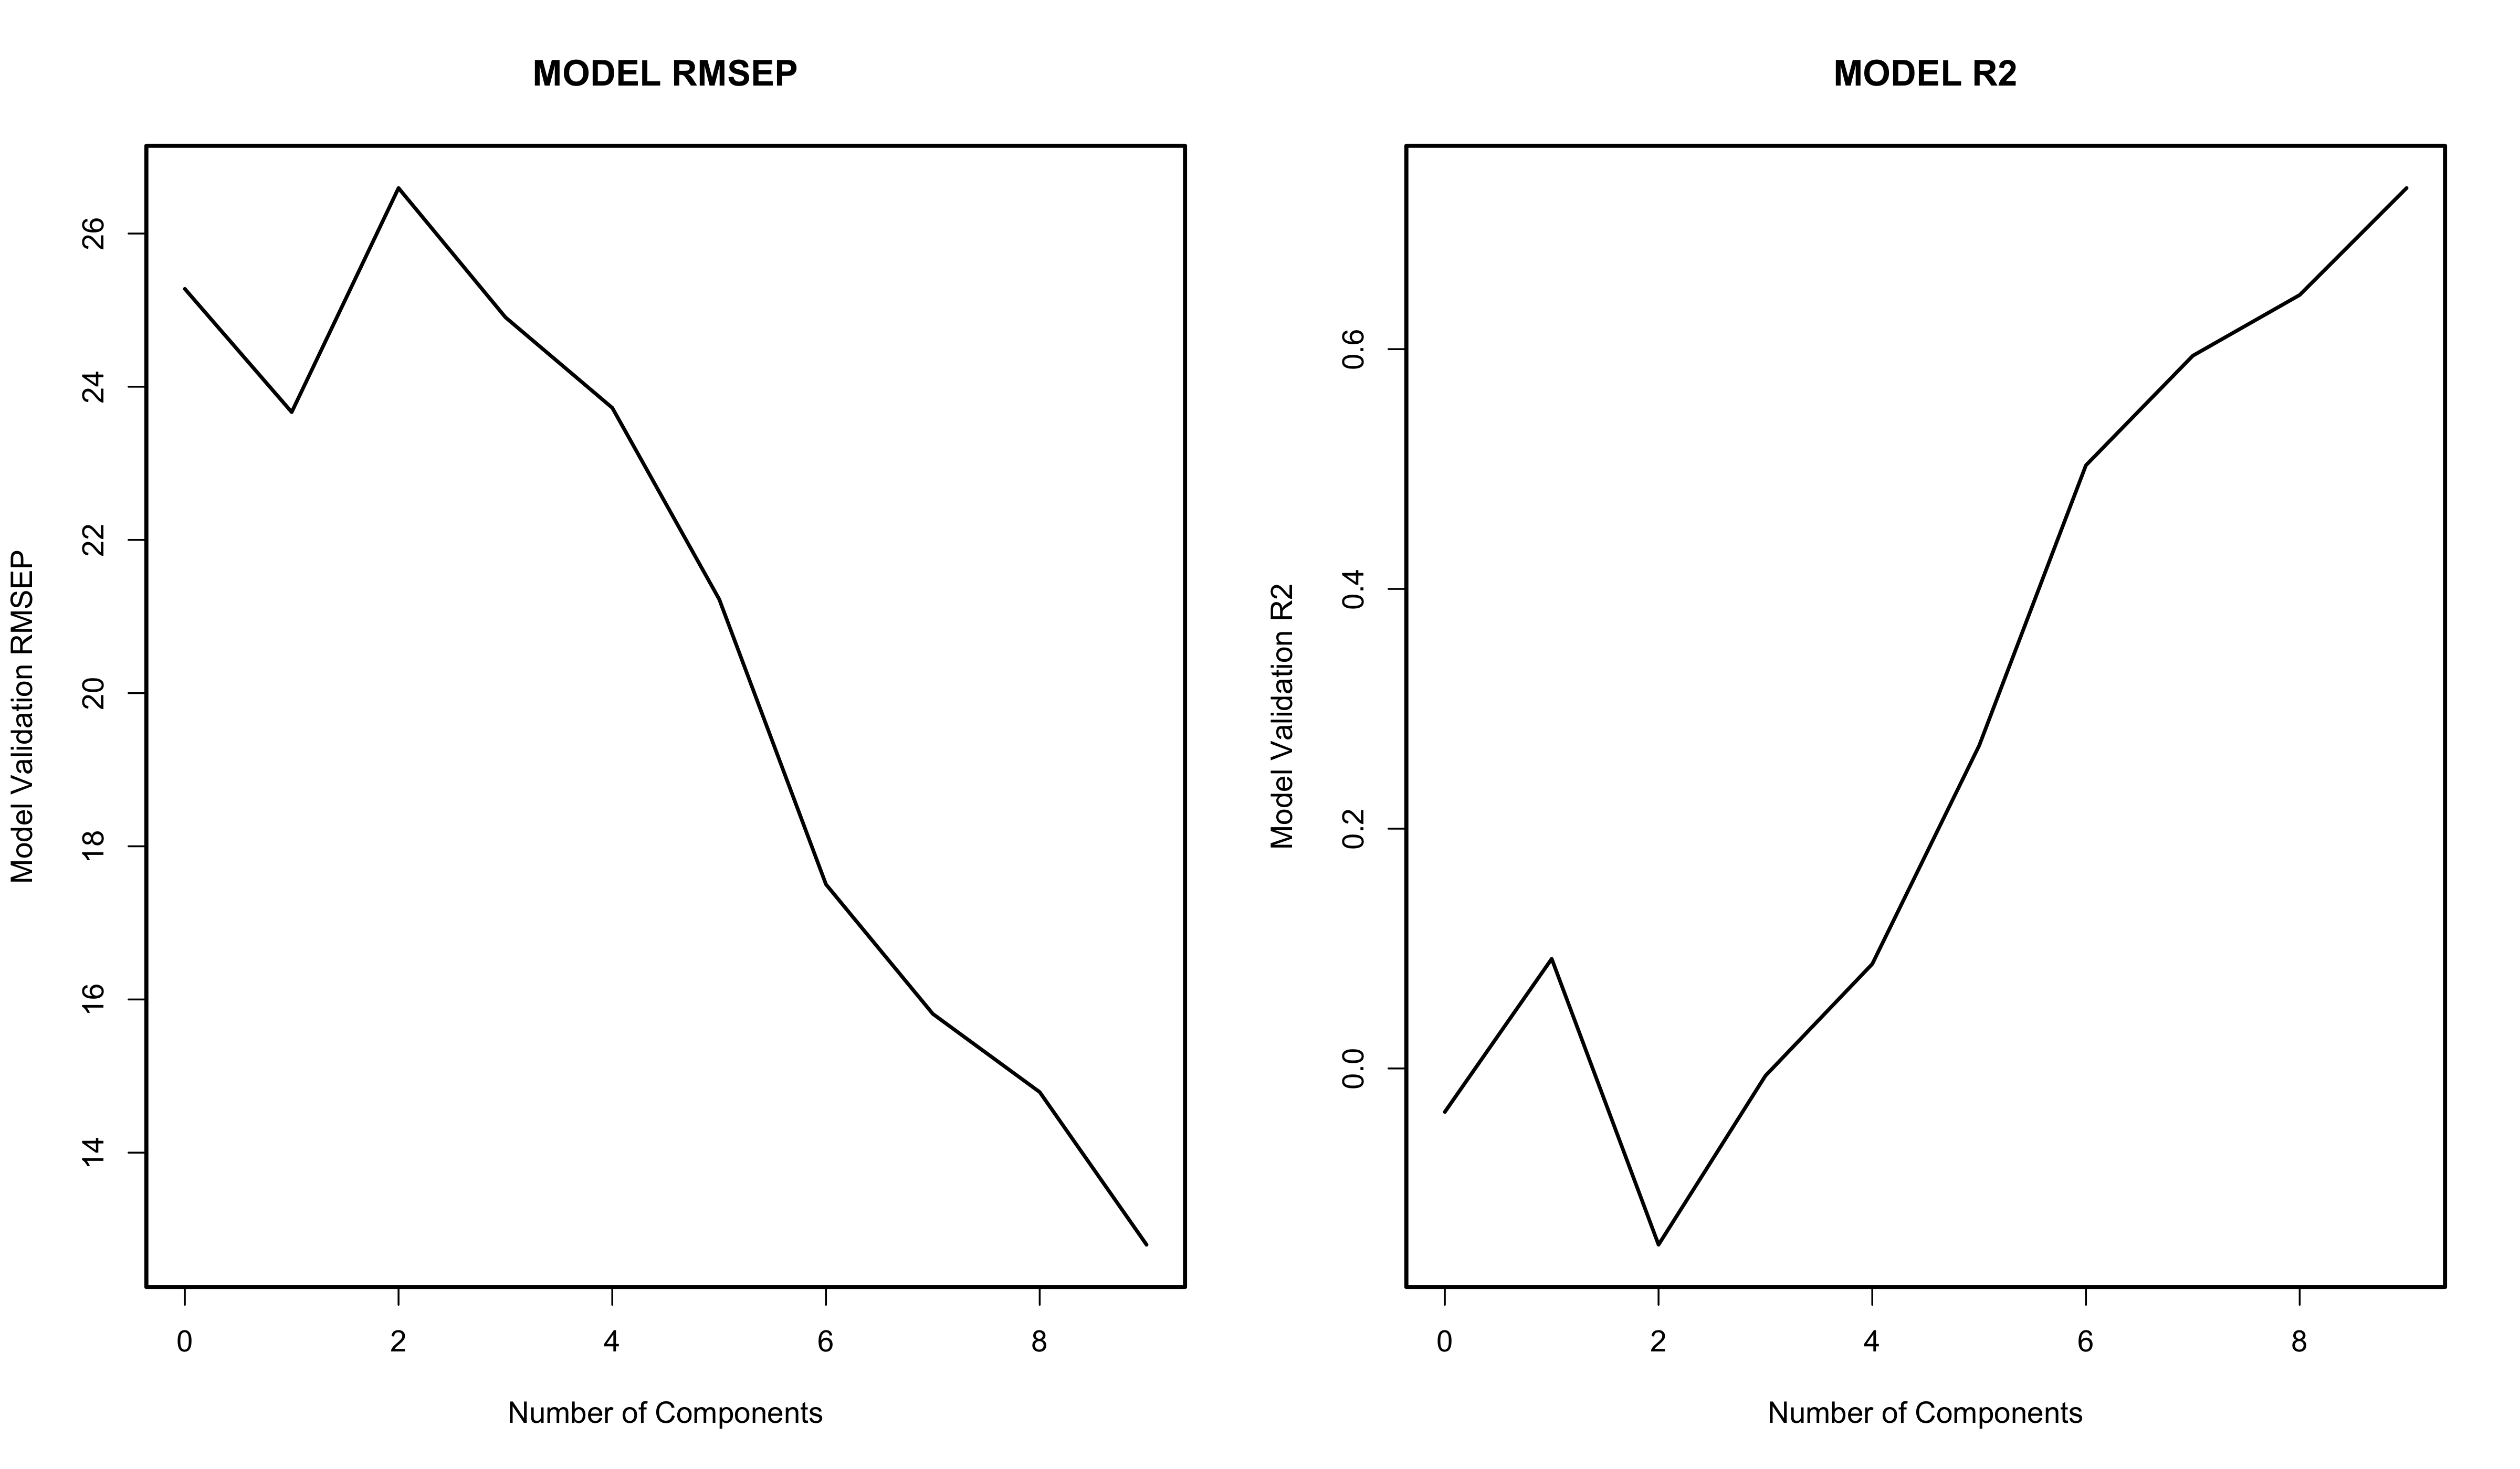 MODEL RMSEP
Model Validation RMSEP
26
24
22
20
18
16
14
0 2 4 6 8
Number of Components
MODEL R2
Model Validation R2
0.6
0.4
0.2
0.0
0 2 4 6 8
Number of Components